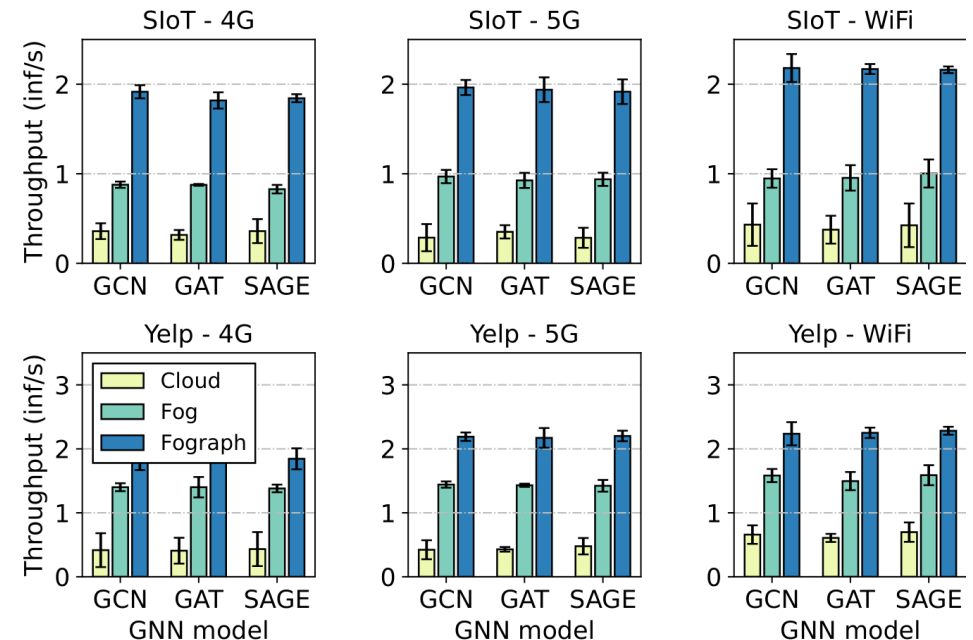 SIoT - 4G
SIoT - 5G
SIoT - WiFi
Throughput (inf/s)
2
1
0
GCN GAT SAGE
2
1
0
GCN GAT SAGE
2
1
0
GCN GAT SAGE
Yelp - 4G
Yelp - 5G
Yelp - WiFi
Throughput (inf/s)
3
2
1
0
Cloud
Fog
Fograph
GCN GAT SAGE
GNN model
3
2
1
0
GCN GAT SAGE
GNN model
3
2
1
0
GCN GAT SAGE
GNN model